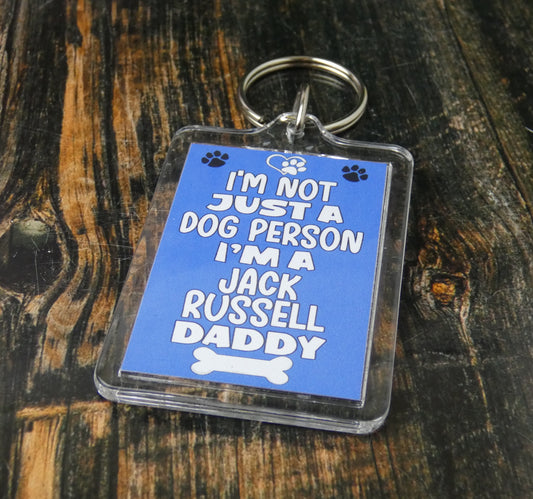 I'M NOT
JUST A
DOG PERSON
I'M A
JACK
RUSSELL
DADDY